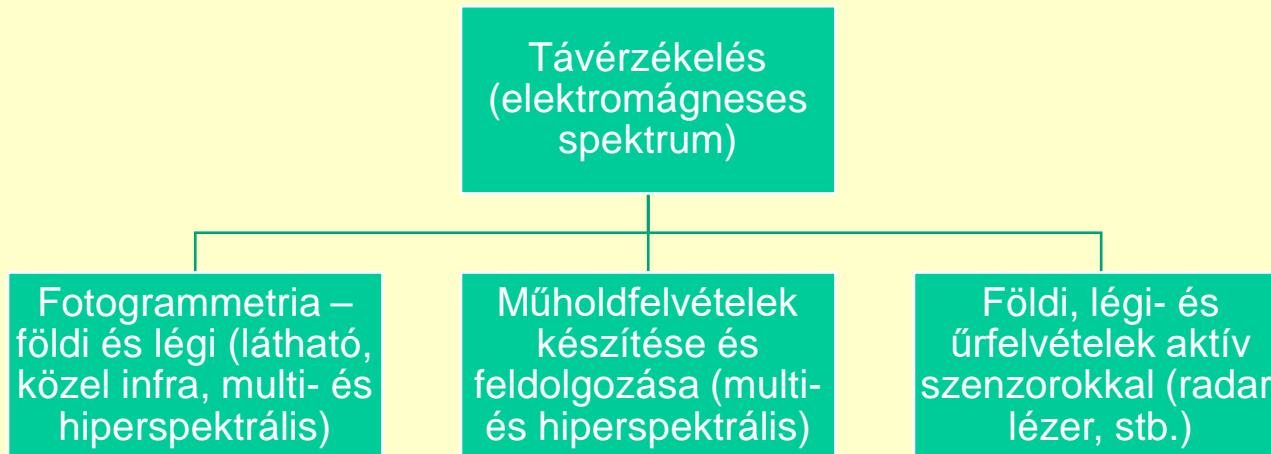 Távérzékelés
(elektromágneses
spektrum)
Fotogrammetria –
földi és légi (látható,
közel infra, multi- és
hiperspektrális)
Műholdfelvételek
készítése és
feldolgozása (multi-
és hiperspektrális)
Földi, légi- és
űrfelvételek aktív
szenzorokkal (radar
lézer, stb.)